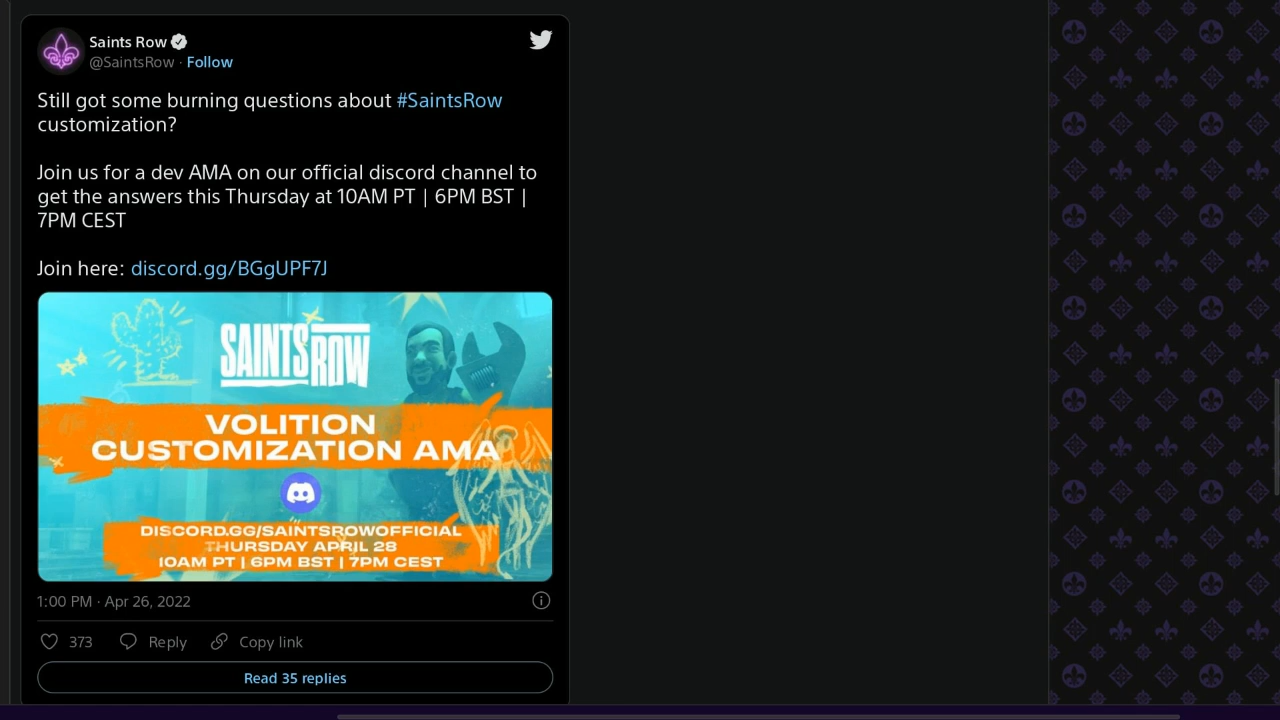 Saints Row
@SaintsRow · Follow
Still got some burning questions about #SaintsRow
customization?
Join us for a dev AMA on our official discord channel to
get the answers this Thursday at 10AM PT | 6PM BST |
7PM CEST
Join here: discord.gg/BGgUPF7J
SAINTS ROW
VOLITION
CUSTOMIZATION AMA
DISCORD.GG/SAINTSROWOFFICIAL
THURSDAY APRIL 28
10AM PT | 6PM BST | 7PM CEST
1:00 PM · Apr 26, 2022
373 Reply Copy link
Read 35 replies